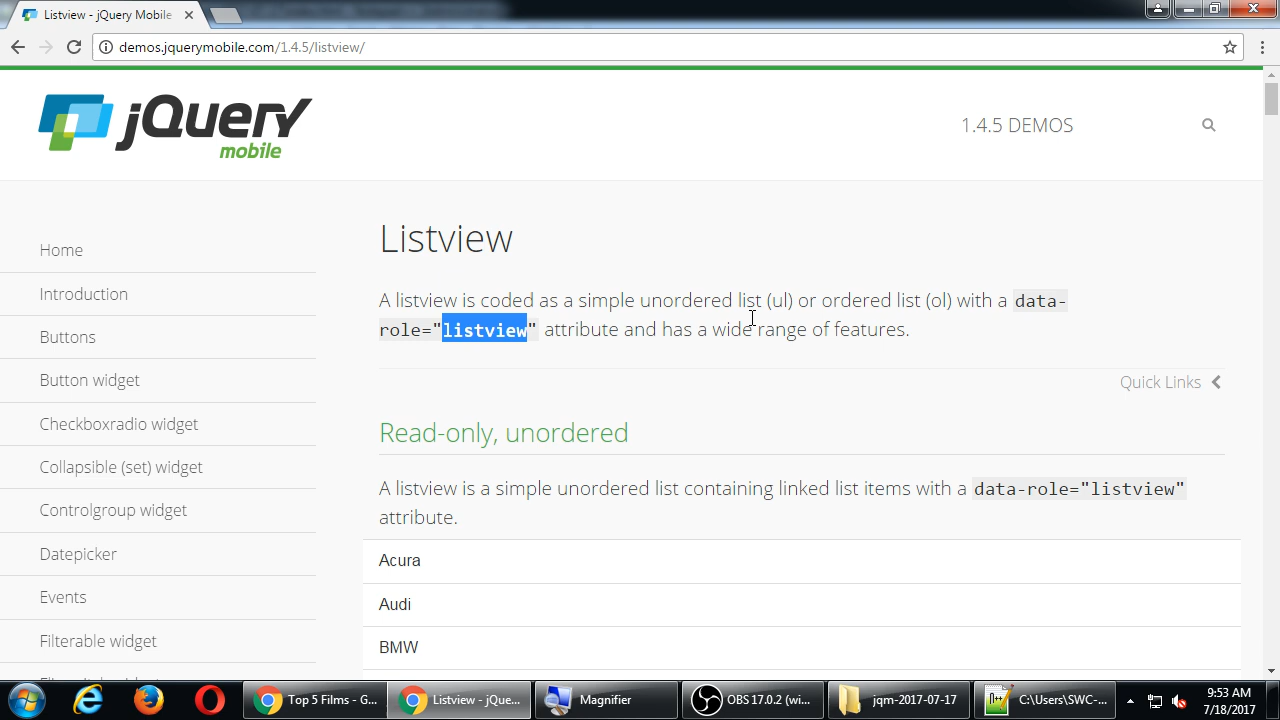 Listview - jQuery Mobile
demos.jquerymobile.com/1.4.5/listview/
jQuery
mobile
1.4.5 DEMOS
Home
Introduction
Buttons
Button widget
Checkboxradio widget
Collapsible (set) widget
Controlgroup widget
Datepicker
Events
Filterable widget
Listview
A listview is coded as a simple unordered list (ul) or ordered list (ol) with a data-
role="listview" attribute and has a wide range of features.
Quick Links
Read-only, unordered
A listview is a simple unordered list containing linked list items with a data-role="listview"
attribute.
Acura
Audi
BMW
Top 5 Films - G...
Listview - jQue...
Magnifier
OBS 17.0.2 (wi...
jqm-2017-07-17
C:\Users\SWC-...
9:53 AM
7/18/2017